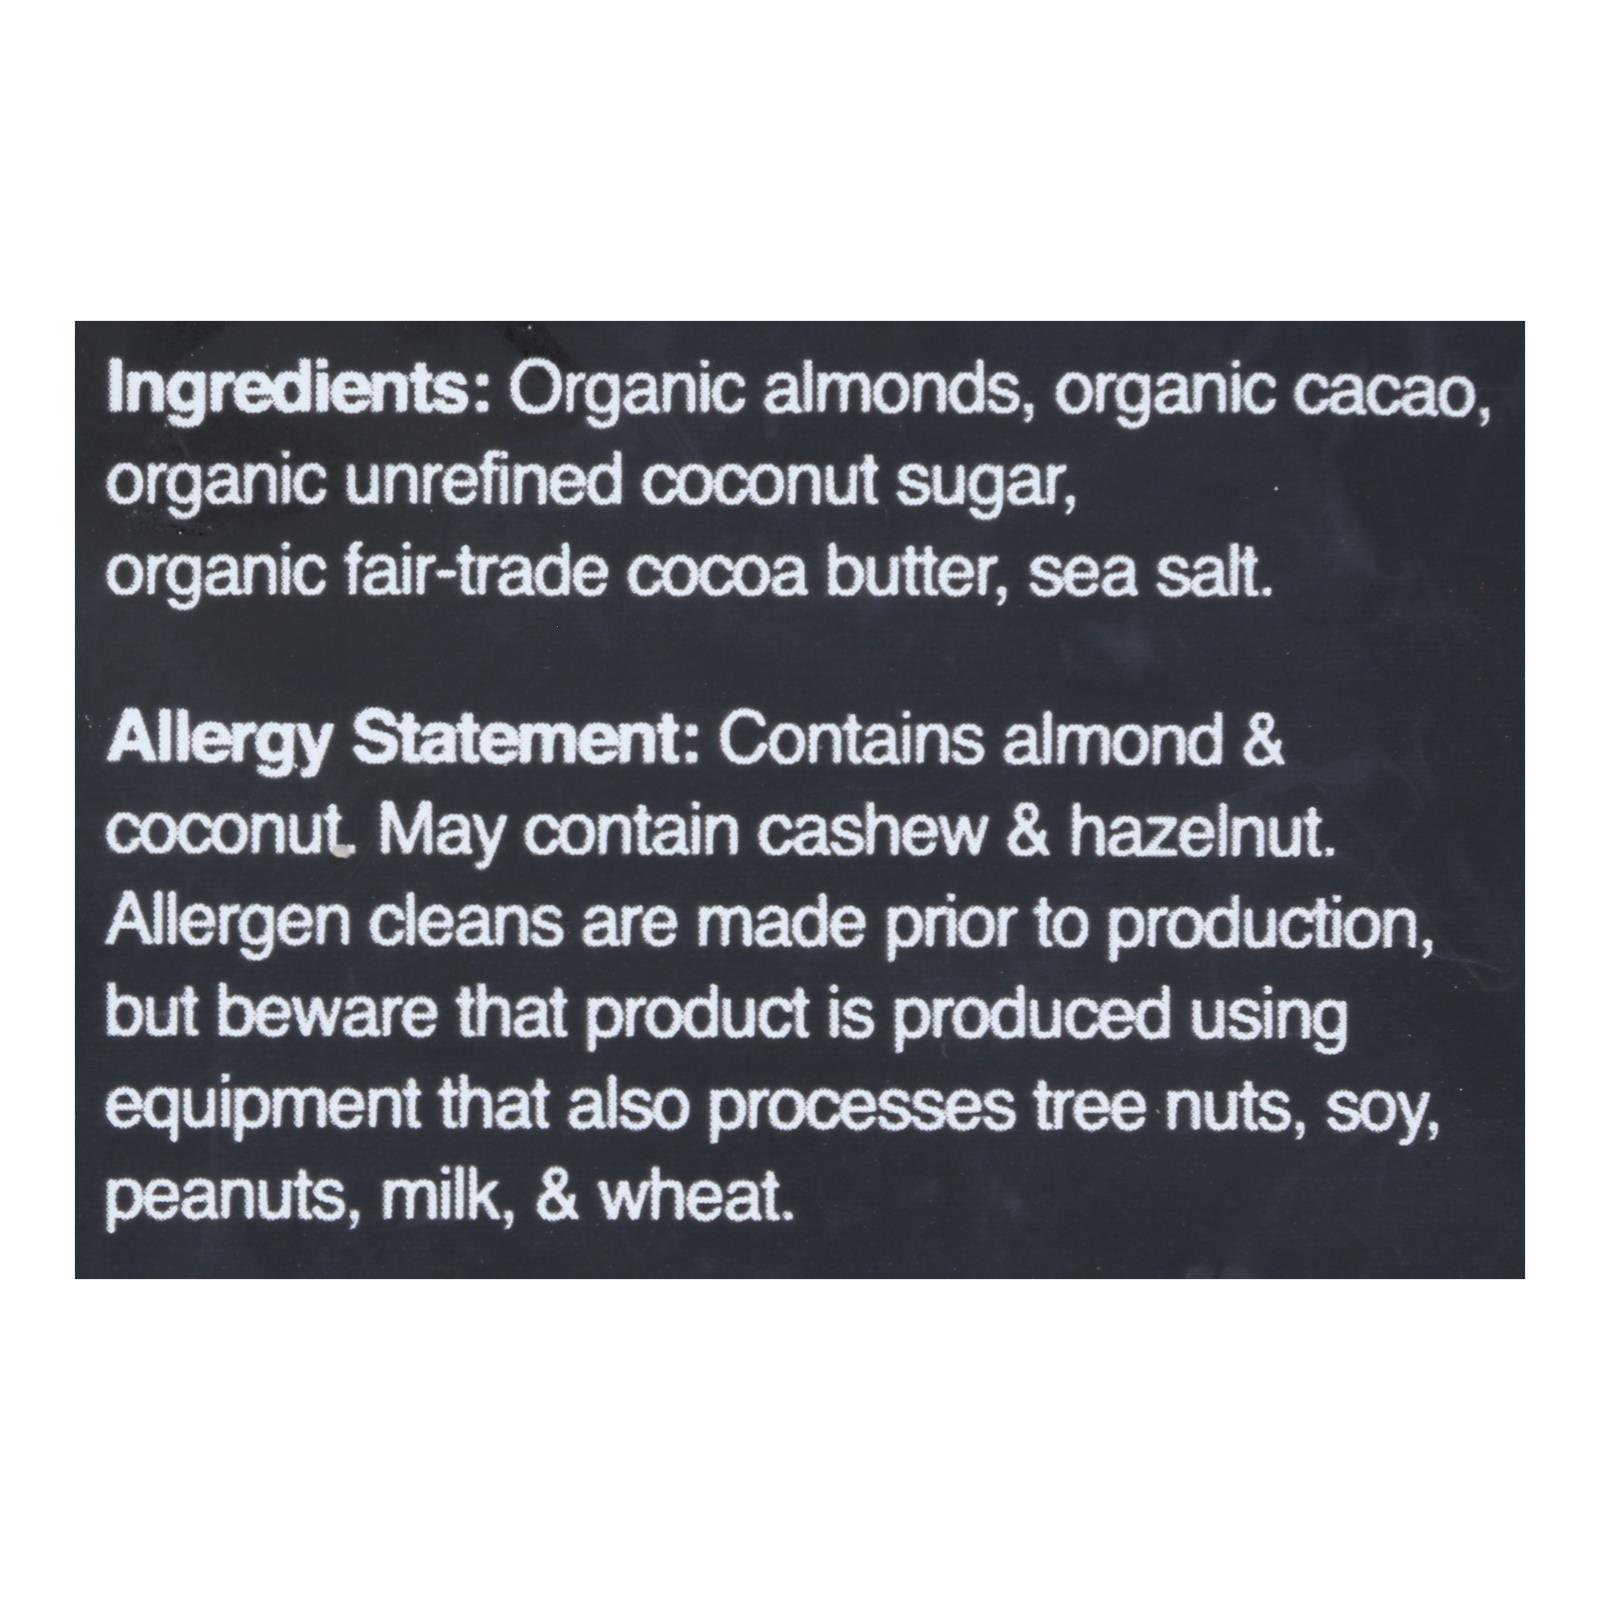 Ingredients: Organic almonds, organic cacao,
organic unrefined coconut sugar,
organic fair-trade cocoa butter, sea salt.
Allergy Statement: Contains almond &
coconut. May contain cashew & hazelnut.
Allergen cleans are made prior to production,
but beware that product is produced using
equipment that also processes tree nuts, soy,
peanuts, milk, & wheat.